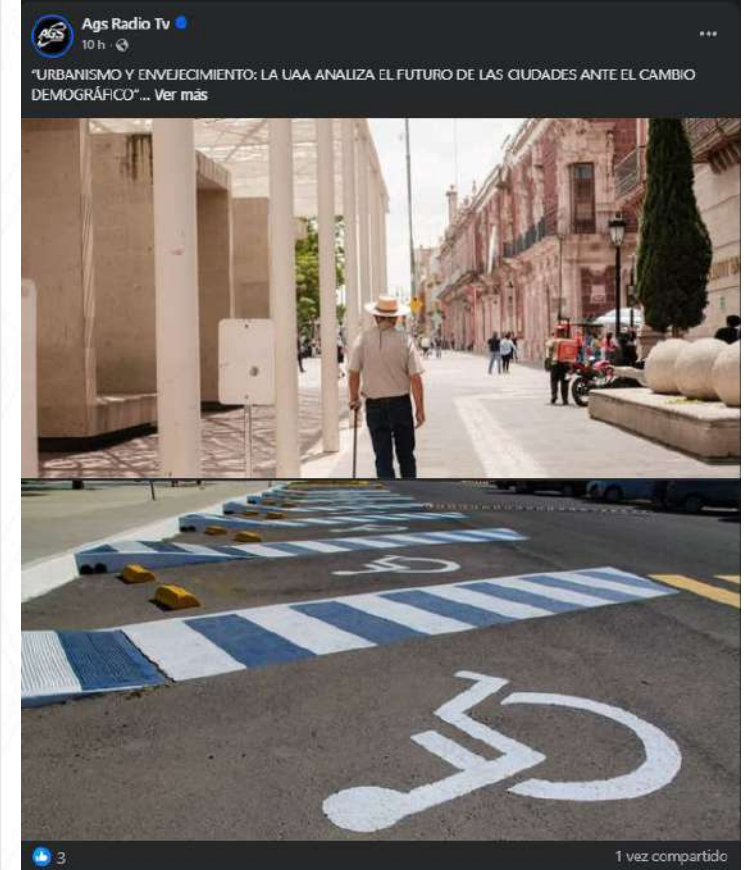 AGS
Ags Radio Tv
10 h ·
"URBANISMO Y ENVEJECIMIENTO: LA UAA ANALIZA EL FUTURO DE LAS CIUDADES ANTE EL CAMBIO
DEMOGRÁFICO"... Ver más
3
1 vez compartido